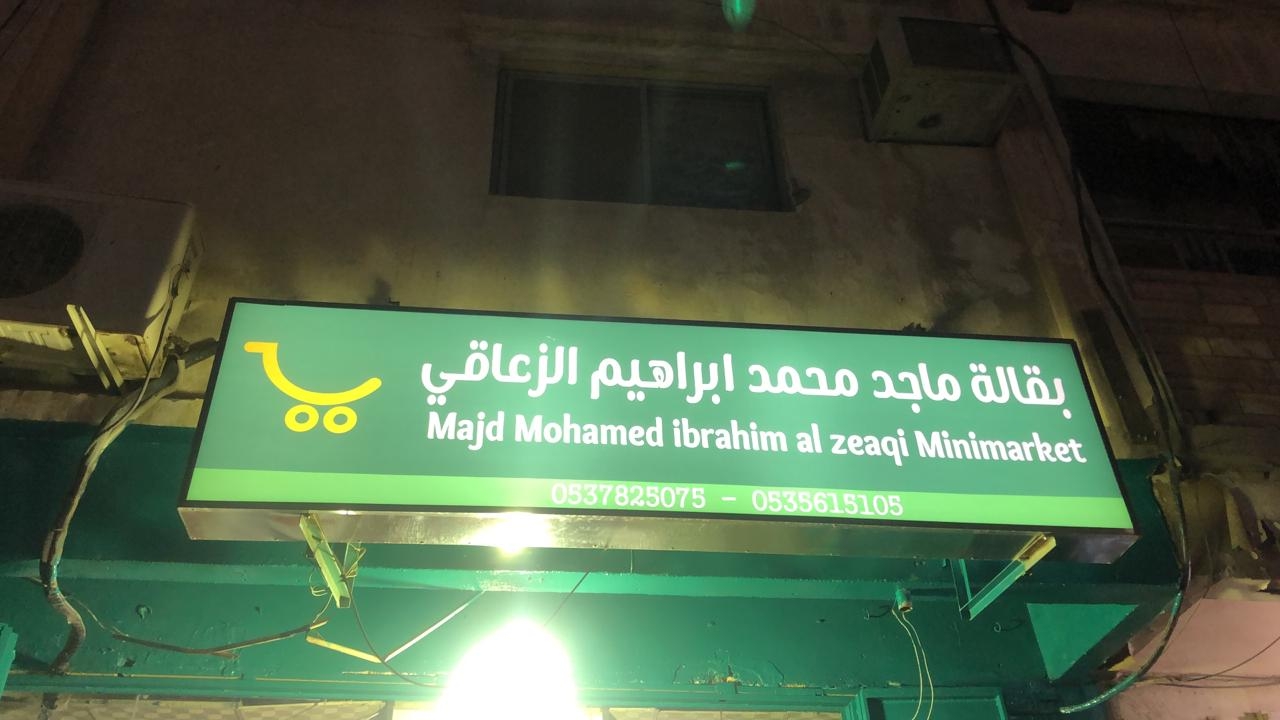 بقالة ماجد محمد ابراهيم الزعاقي
Majd Mohamed ibrahim al zeaqi Minimarket
0537825075 - 0535615105